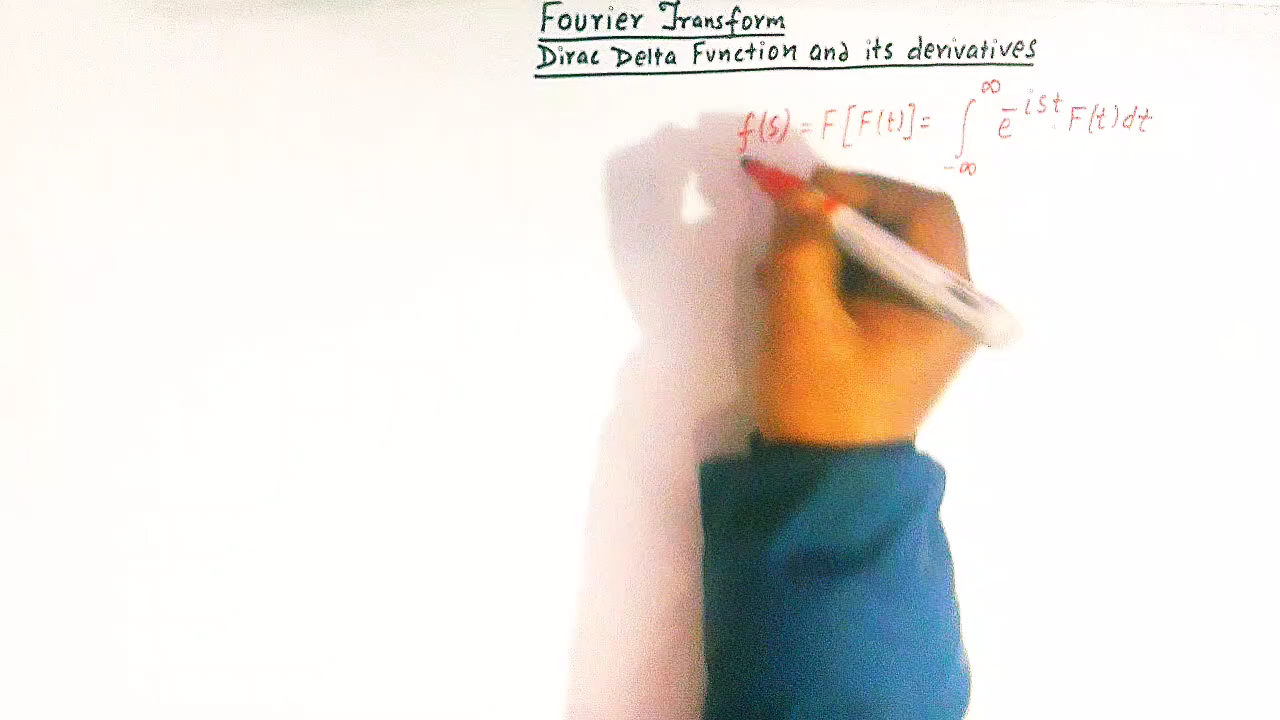 Fourier Transform
Dirac Delta Function and its derivatives
f(s) = F[F(t)] = ∫_{-∞}^{∞} e^{-ist} F(t) dt